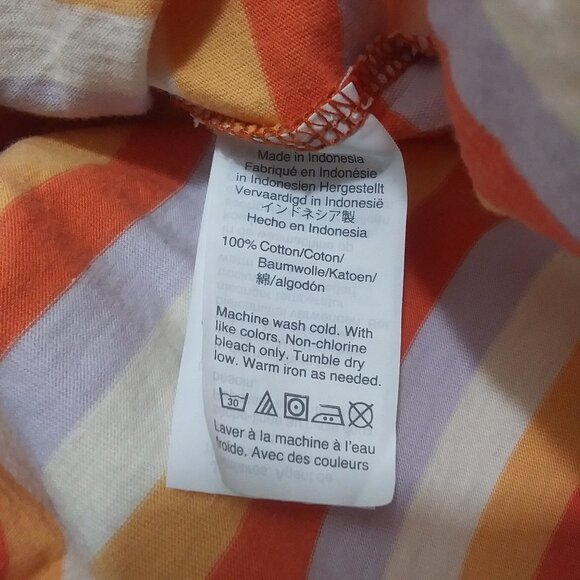 Made in Indonesia
Fabriqué en Indonésie
in Indonesien Hergestellt
Vervaardigd in Indonesië
インドネシア製
Hecho en Indonesia
100% Cotton/Coton/
Baumwolle/Katoen/
綿/algodón
Machine wash cold. With
like colors. Non-chlorine
bleach only. Tumble dry
low. Warm iron as needed.
30
Laver à la machine à l'eau
froide. Avec des couleurs